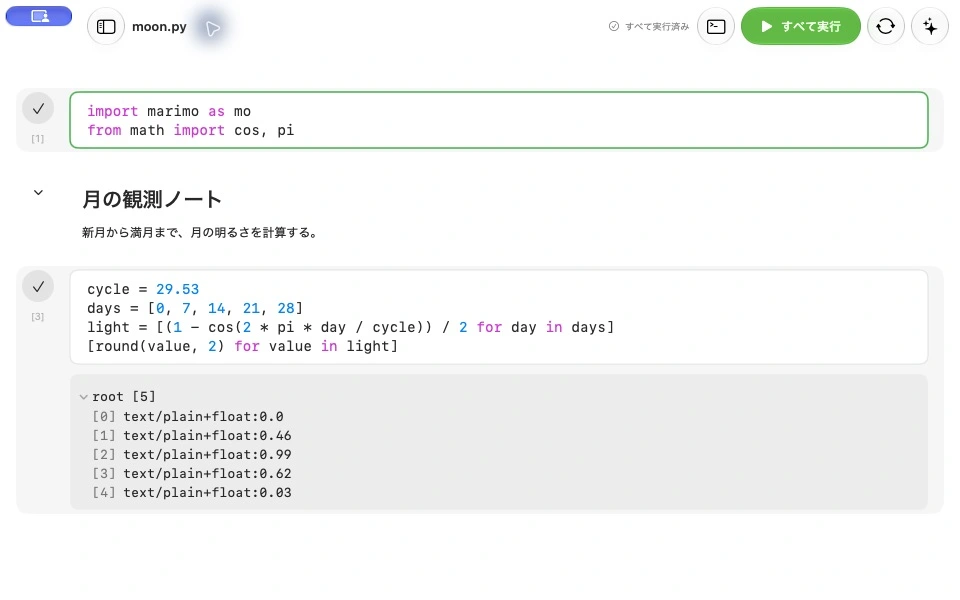 moon.py
すべて実行済み
すべて実行
import marimo as mo
from math import cos, pi
[1]
月の観測ノート
新月から満月まで、月の明るさを計算する。
cycle = 29.53
days = [0, 7, 14, 21, 28]
light = [(1 - cos(2 * pi * day / cycle)) / 2 for day in days]
[round(value, 2) for value in light]
[3]
root [5]
[0] text/plain+float:0.0
[1] text/plain+float:0.46
[2] text/plain+float:0.99
[3] text/plain+float:0.62
[4] text/plain+float:0.03